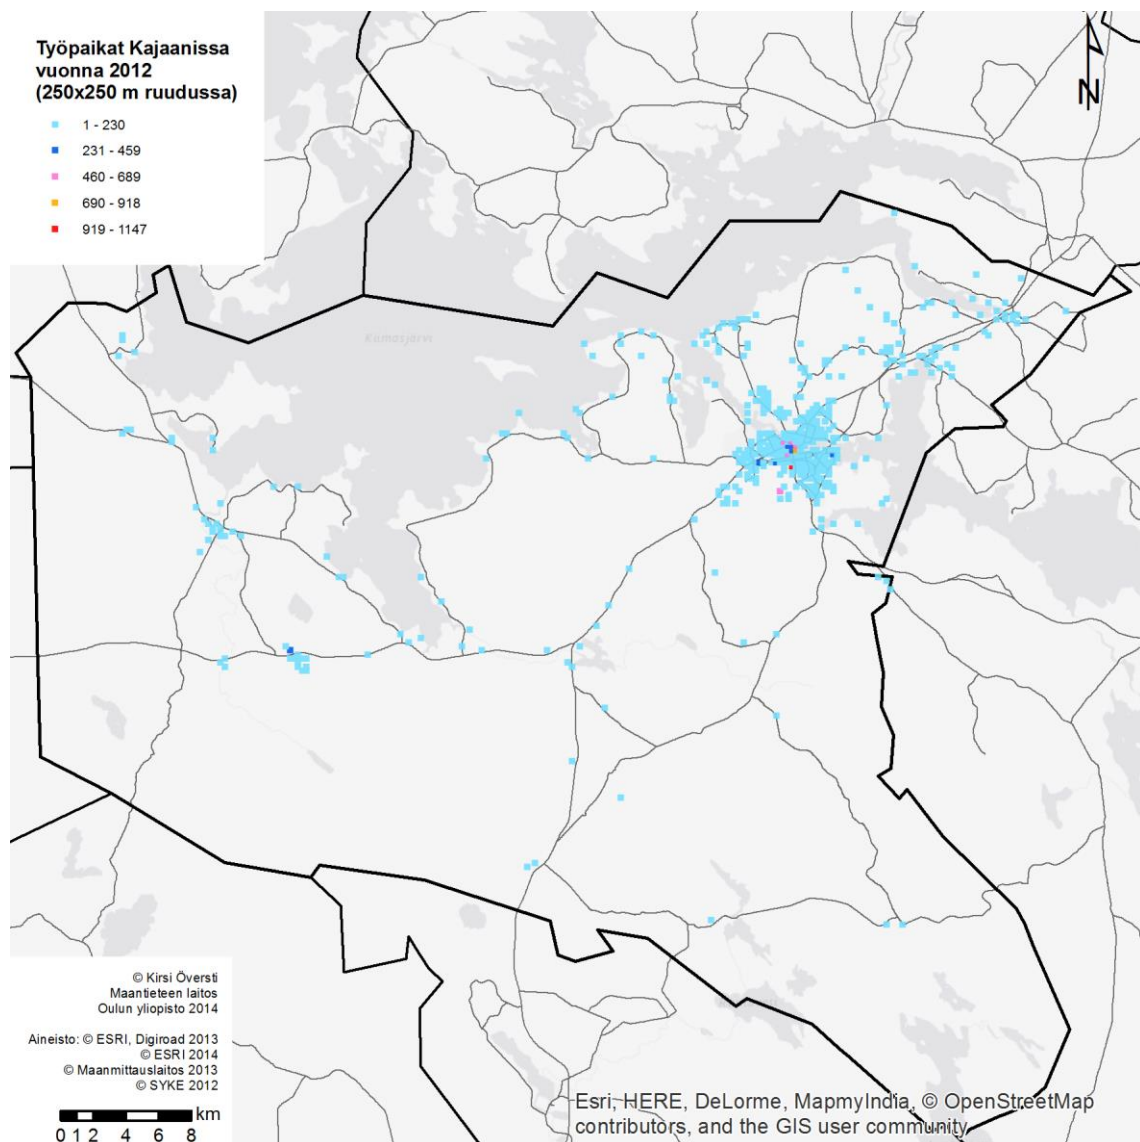 Työpaikat Kajaanissa
vuonna 2012
(250x250 m ruudussa)
1 - 230
231 - 459
460 - 689
690 - 918
919 - 1147
N
© Kirsi Översti
Maantieteen laitos
Oulun yliopisto 2014
Aineisto: © ESRI, Digiroad 2013
© ESRI 2014
© Maanmittauslaitos 2013
© SYKE 2012
km
0 1 2 4 6 8
Esri, HERE, DeLorme, MapmyIndia, © OpenStreetMap
contributors, and the GIS user community